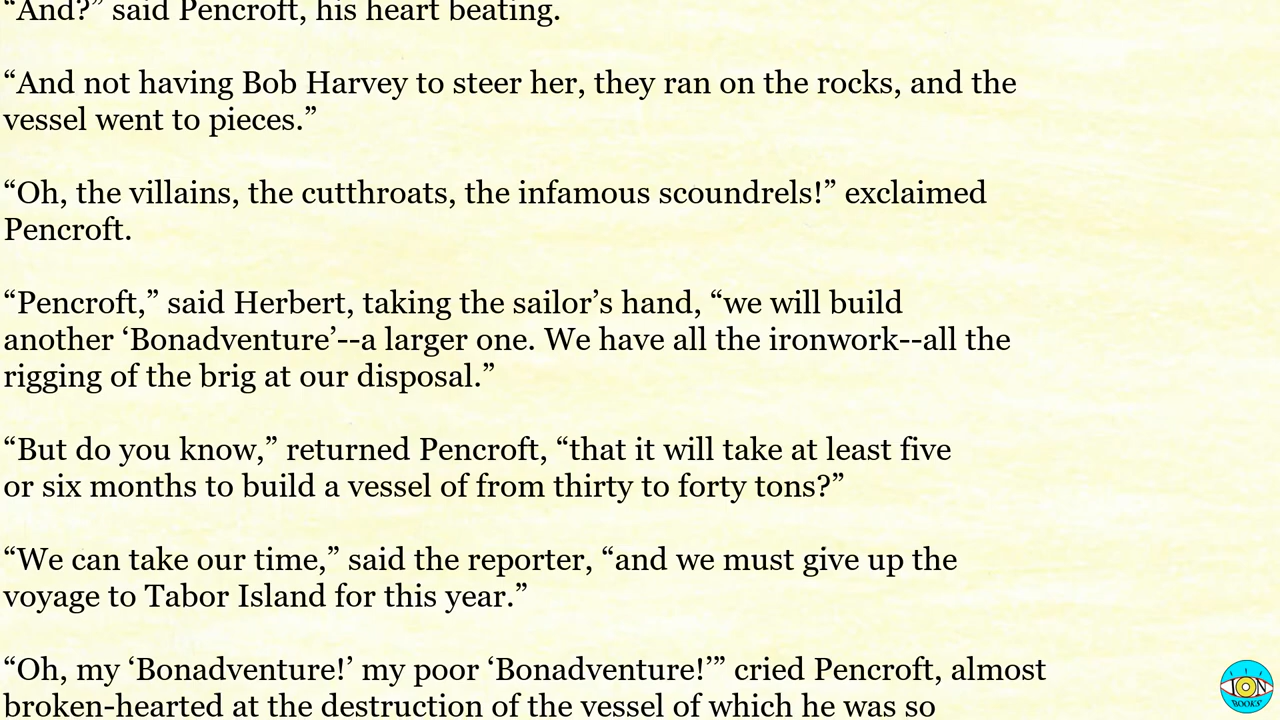 “And?” said Pencroft, his heart beating.
“And not having Bob Harvey to steer her, they ran on the rocks, and the
vessel went to pieces.”
“Oh, the villains, the cutthroats, the infamous scoundrels!” exclaimed
Pencroft.
“Pencroft,” said Herbert, taking the sailor’s hand, “we will build
another ‘Bonadventure’--a larger one. We have all the ironwork--all the
rigging of the brig at our disposal.”
“But do you know,” returned Pencroft, “that it will take at least five
or six months to build a vessel of from thirty to forty tons?”
“We can take our time,” said the reporter, “and we must give up the
voyage to Tabor Island for this year.”
“Oh, my ‘Bonadventure!’ my poor ‘Bonadventure!’” cried Pencroft, almost
broken-hearted at the destruction of the vessel of which he was so
ION
BOOKS